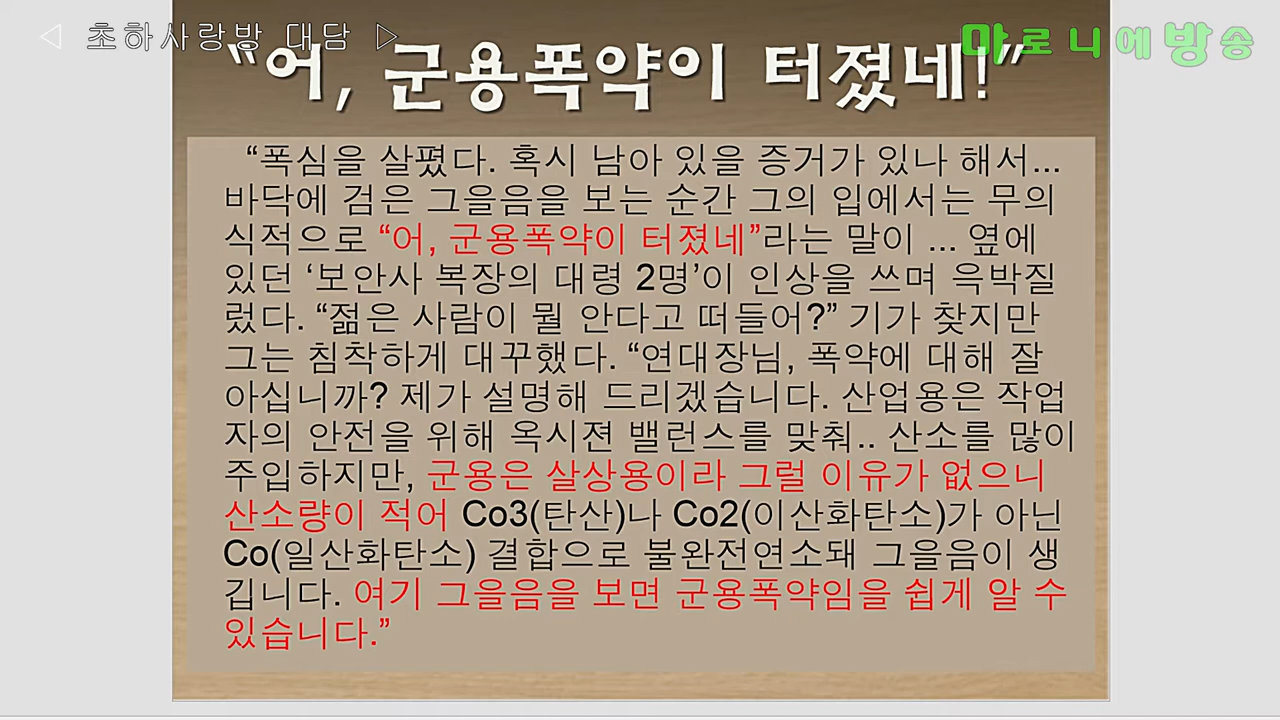 ◁ 초하사랑방 대담 ▷
마로니에방송
“어, 군용폭약이 터졌네!”
“폭심을 살폈다. 혹시 남아 있을 증거가 있나 해서...
바닥에 검은 그을음을 보는 순간 그의 입에서는 무의
식적으로 “어, 군용폭약이 터졌네”라는 말이 ... 옆에
있던 ‘보안사 복장의 대령 2명’이 인상을 쓰며 윽박질
렀다. “젊은 사람이 뭘 안다고 떠들어?” 기가 찾지만
그는 침착하게 대꾸했다. “연대장님, 폭약에 대해 잘
아십니까? 제가 설명해 드리겠습니다. 산업용은 작업
자의 안전을 위해 옥시젼 밸런스를 맞춰.. 산소를 많이
주입하지만, 군용은 살상용이라 그럴 이유가 없으니
산소량이 적어 Co3(탄산)나 Co2(이산화탄소)가 아닌
Co(일산화탄소) 결합으로 불완전연소돼 그을음이 생
깁니다. 여기 그을음을 보면 군용폭약임을 쉽게 알 수
있습니다.”